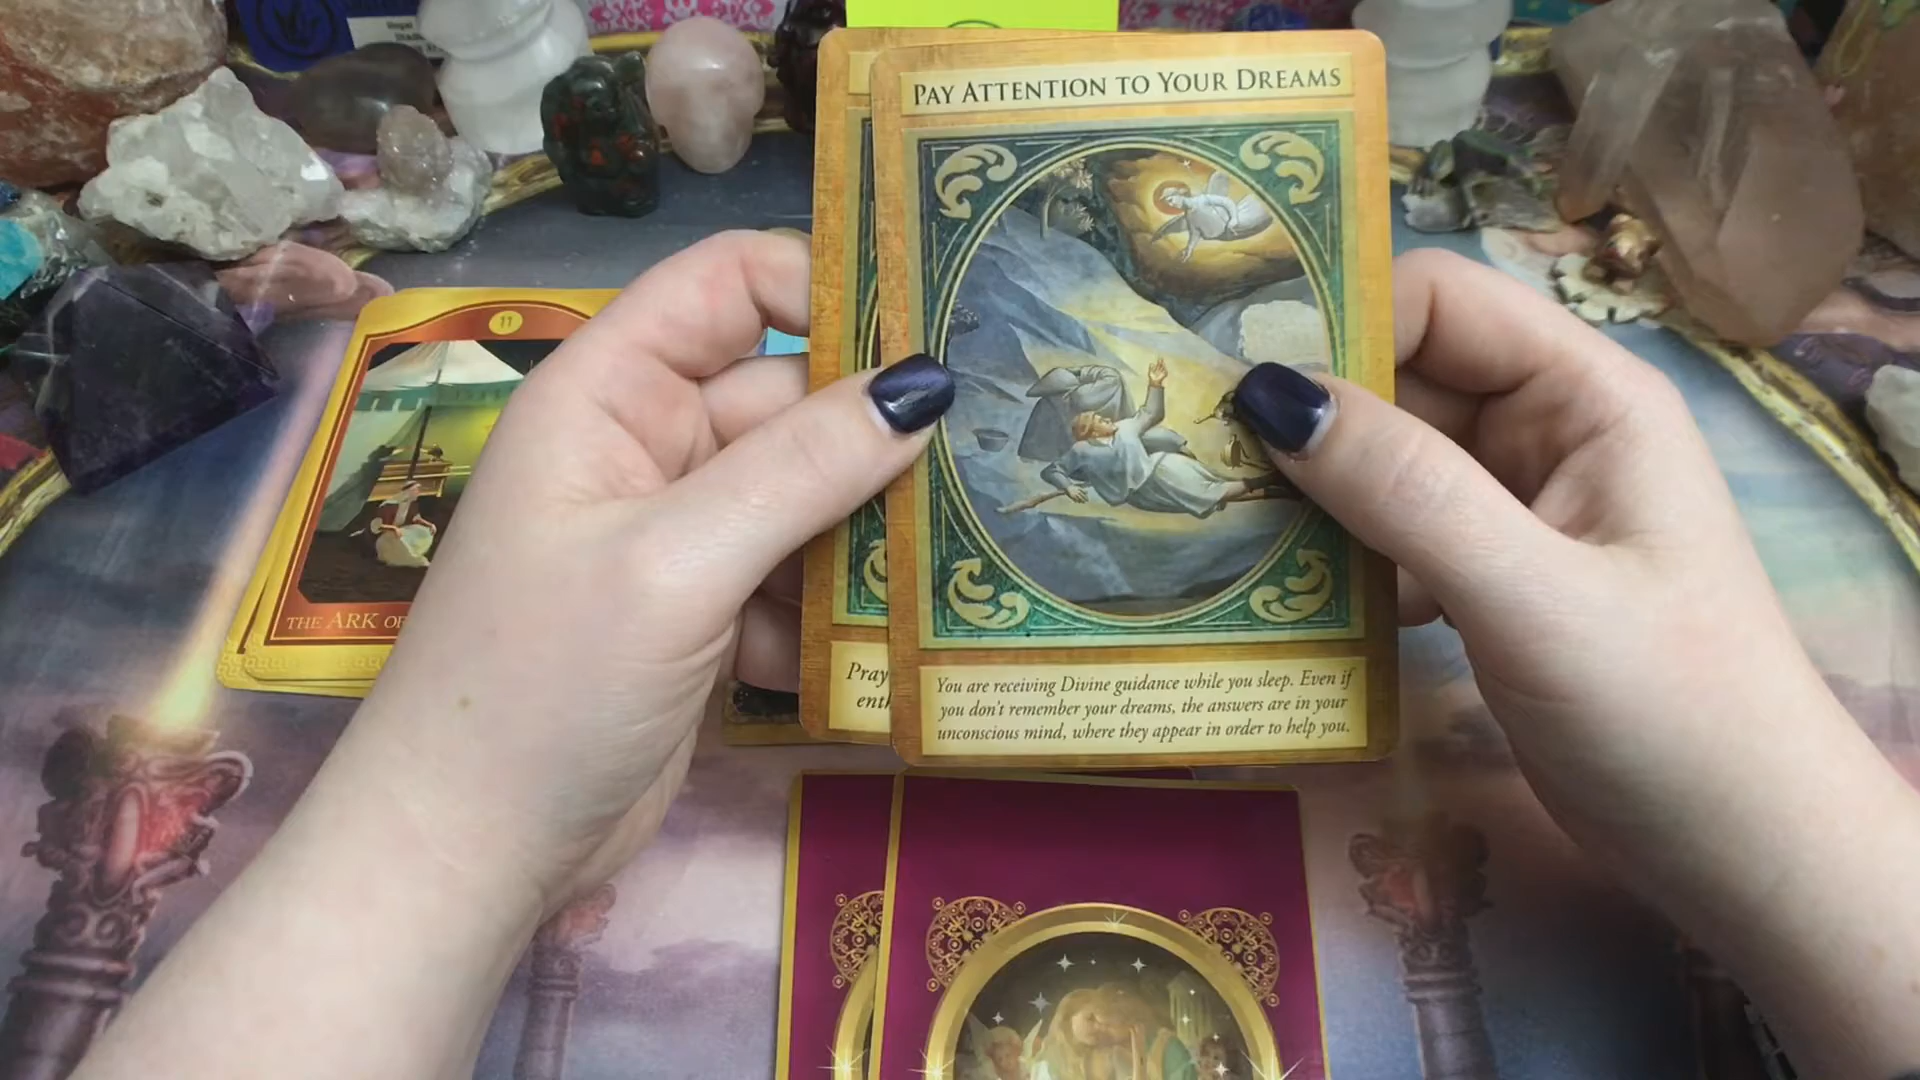 PAY ATTENTION TO YOUR DREAMS
11
THE ARK OF
Pray
You are receiving Divine guidance while you sleep. Even if
you don't remember your dreams, the answers are in your
unconscious mind, where they appear in order to help you.